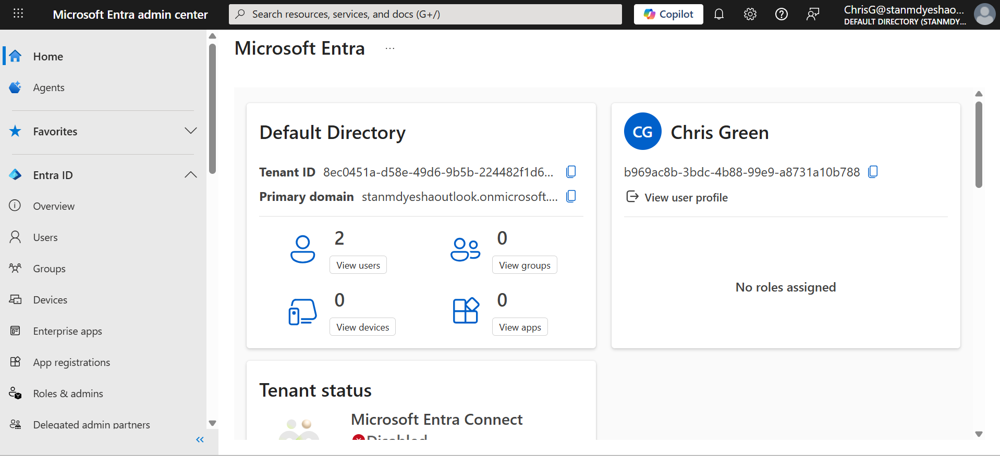 Microsoft Entra admin center
Search resources, services, and docs (G+/)
Copilot
ChrisG@stanmdyeshao...
DEFAULT DIRECTORY (STANMDY...
Home
Agents
Favorites
Entra ID
Overview
Users
Groups
Devices
Enterprise apps
App registrations
Roles & admins
Delegated admin partners
Microsoft Entra
...
Default Directory
Tenant ID 8ec0451a-d58e-49d6-9b5b-224482f1d6...
Primary domain stanmdyeshaoutlook.onmicrosoft....
2
View users
0
View groups
0
View devices
0
View apps
CG Chris Green
b969ac8b-3bdc-4b88-99e9-a8731a10b788
View user profile
No roles assigned
Tenant status
Microsoft Entra Connect
Disabled